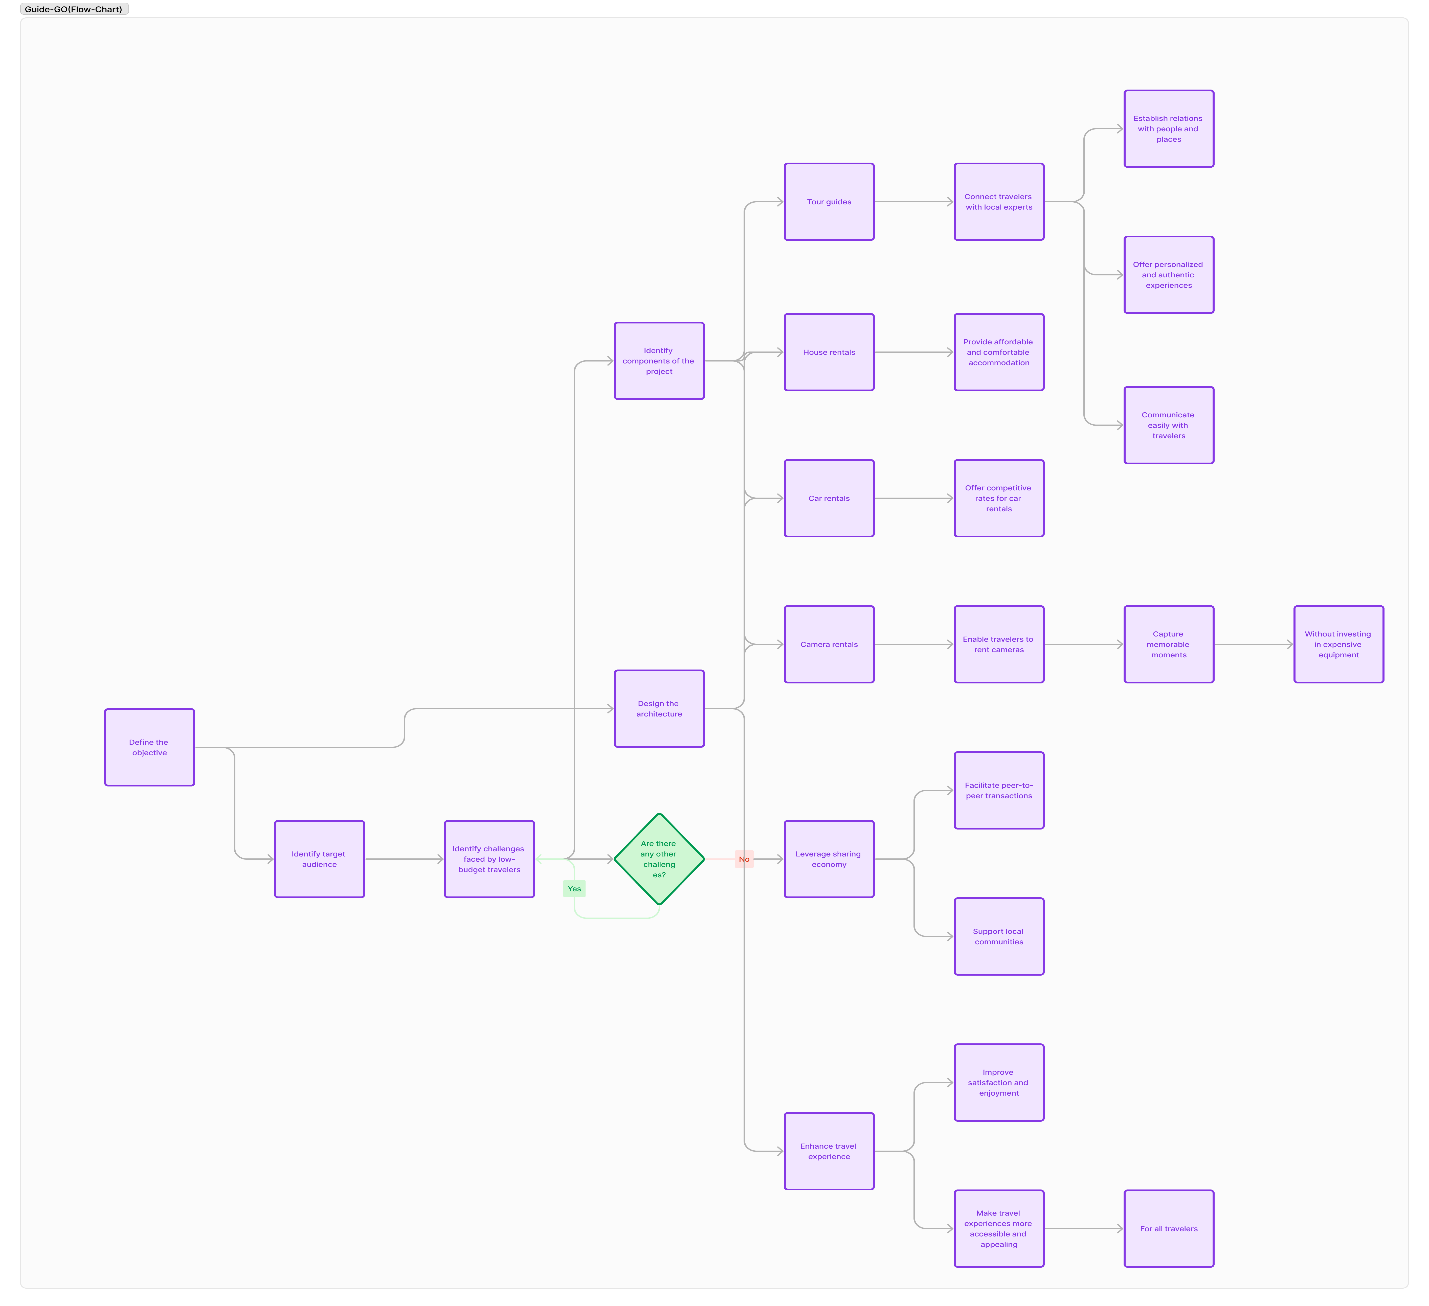 Guide-GO(Flow-Chart)
Establish relations
with people and
places
Tour guides
Connect travelers
with local experts
Offer personalized
and authentic
experiences
Identify
components of the
project
House rentals
Provide affordable
and comfortable
accommodation
Communicate
easily with
travelers
Car rentals
Offer competitive
rates for car
rentals
Camera rentals
Enable travelers to
rent cameras
Capture
memorable
moments
Without investing
in expensive
equipment
Design the
architecture
Define the
objective
Facilitate peer-to-
peer transactions
Identify target
audience
Identify challenges
faced by low-
budget travelers
Are there
any other
challeng
es?
No
Yes
Leverage sharing
economy
Support local
communities
Improve
satisfaction and
enjoyment
Enhance travel
experience
Make travel
experiences more
accessible and
appealing
For all travelers